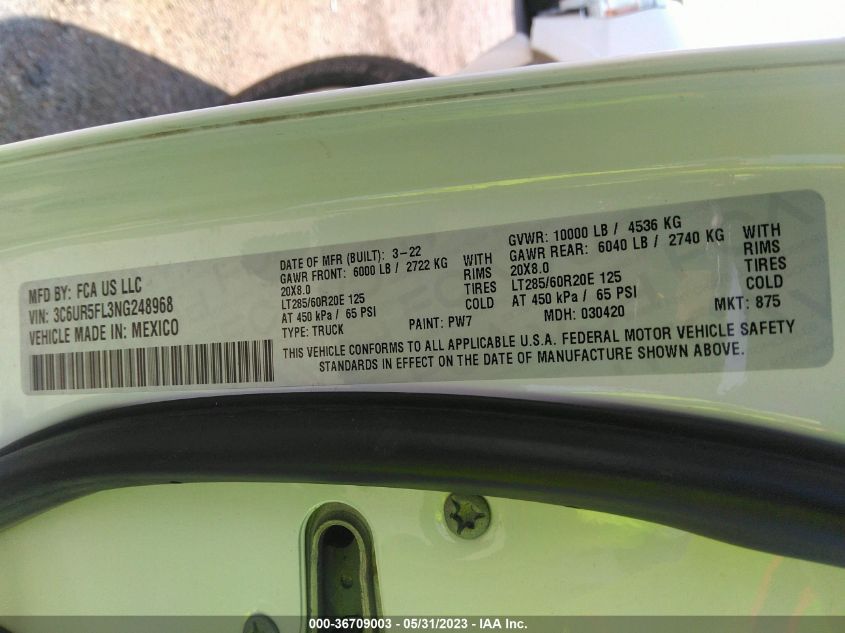 MFD BY: FCA US LLC
VIN: 3C6UR5FL3NG248968
VEHICLE MADE IN: MEXICO
DATE OF MFR (BUILT): 3-22
GAWR FRONT: 6000 LB / 2722 KG WITH
20X8.0 RIMS
LT285/60R20E 125 TIRES
AT 450 kPa / 65 PSI COLD
TYPE: TRUCK PAINT: PW7
GVWR: 10000 LB / 4536 KG
GAWR REAR: 6040 LB / 2740 KG WITH
20X8.0 RIMS
LT285/60R20E 125 TIRES
AT 450 kPa / 65 PSI COLD
MDH: 030420 MKT: 875
THIS VEHICLE CONFORMS TO ALL APPLICABLE U.S.A. FEDERAL MOTOR VEHICLE SAFETY
STANDARDS IN EFFECT ON THE DATE OF MANUFACTURE SHOWN ABOVE.
000-36709003 - 05/31/2023 - IAA Inc.